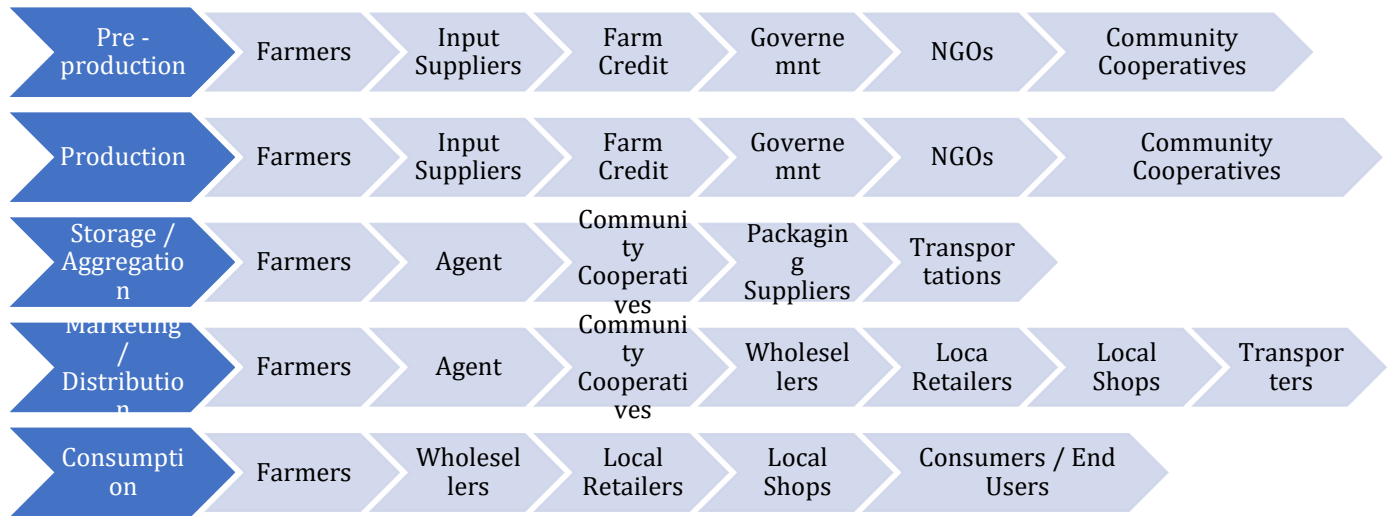 Pre -
production
Farmers
Input
Suppliers
Farm
Credit
Governe
mnt
NGOs
Community
Cooperatives
Production
Farmers
Input
Suppliers
Farm
Credit
Governe
mnt
NGOs
Community
Cooperatives
Storage /
Aggregatio
n
Farmers
Agent
Communi
ty
Cooperati
ves
Packagin
g
Suppliers
Transpor
tations
Marketing
/
Distributio
n
Farmers
Agent
Communi
ty
Cooperati
ves
Wholesel
lers
Loca
Retailers
Local
Shops
Transpor
ters
Consumpti
on
Farmers
Wholesel
lers
Local
Retailers
Local
Shops
Consumers / End
Users